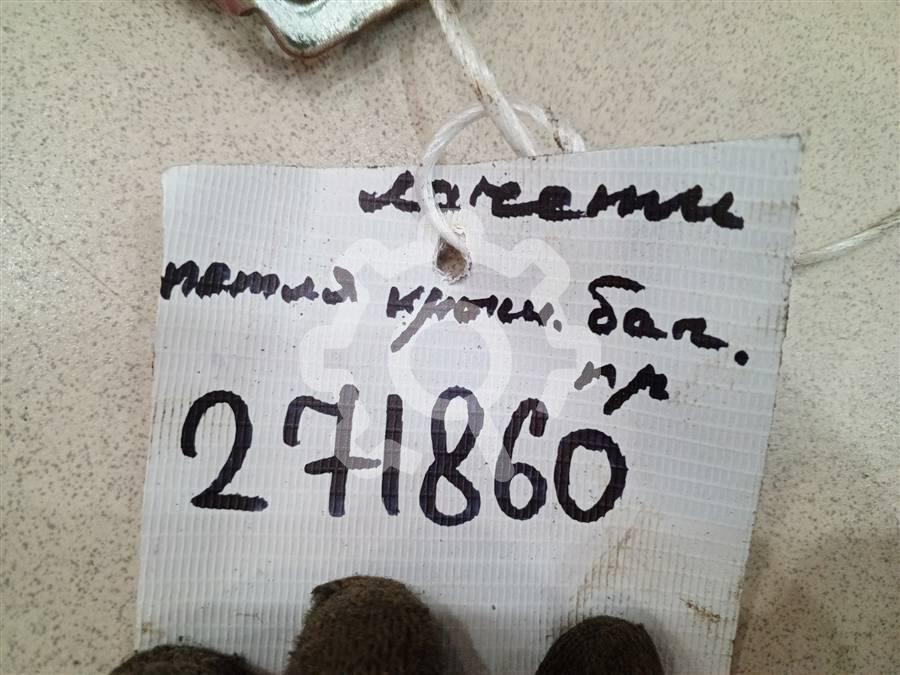 лачетти
петля крыш. баг.
пр
271860